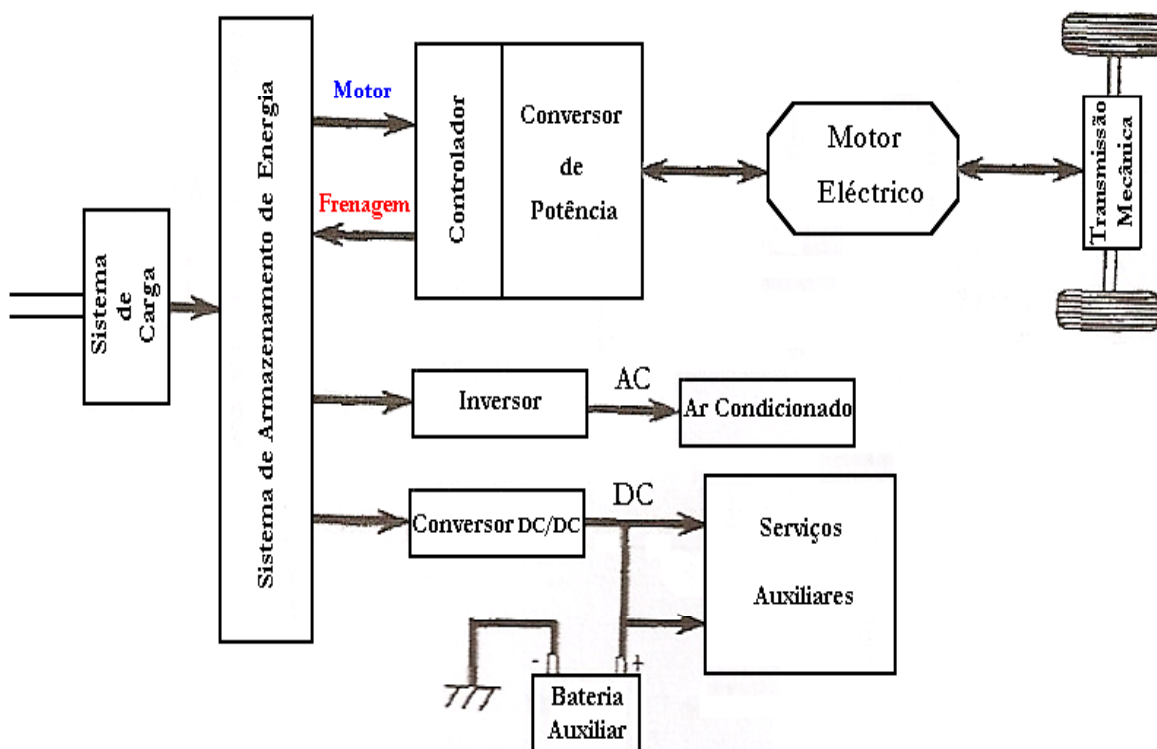 Sistema
de
Carga
Sistema de Armazenamento de Energia
Motor
Frenagem
Controlador
Conversor
de
Potência
Motor
Eléctrico
Transmissão
Mecânica
Inversor
AC
Ar Condicionado
Conversor DC/DC
DC
Serviços
Auxiliares
- +
Bateria
Auxiliar